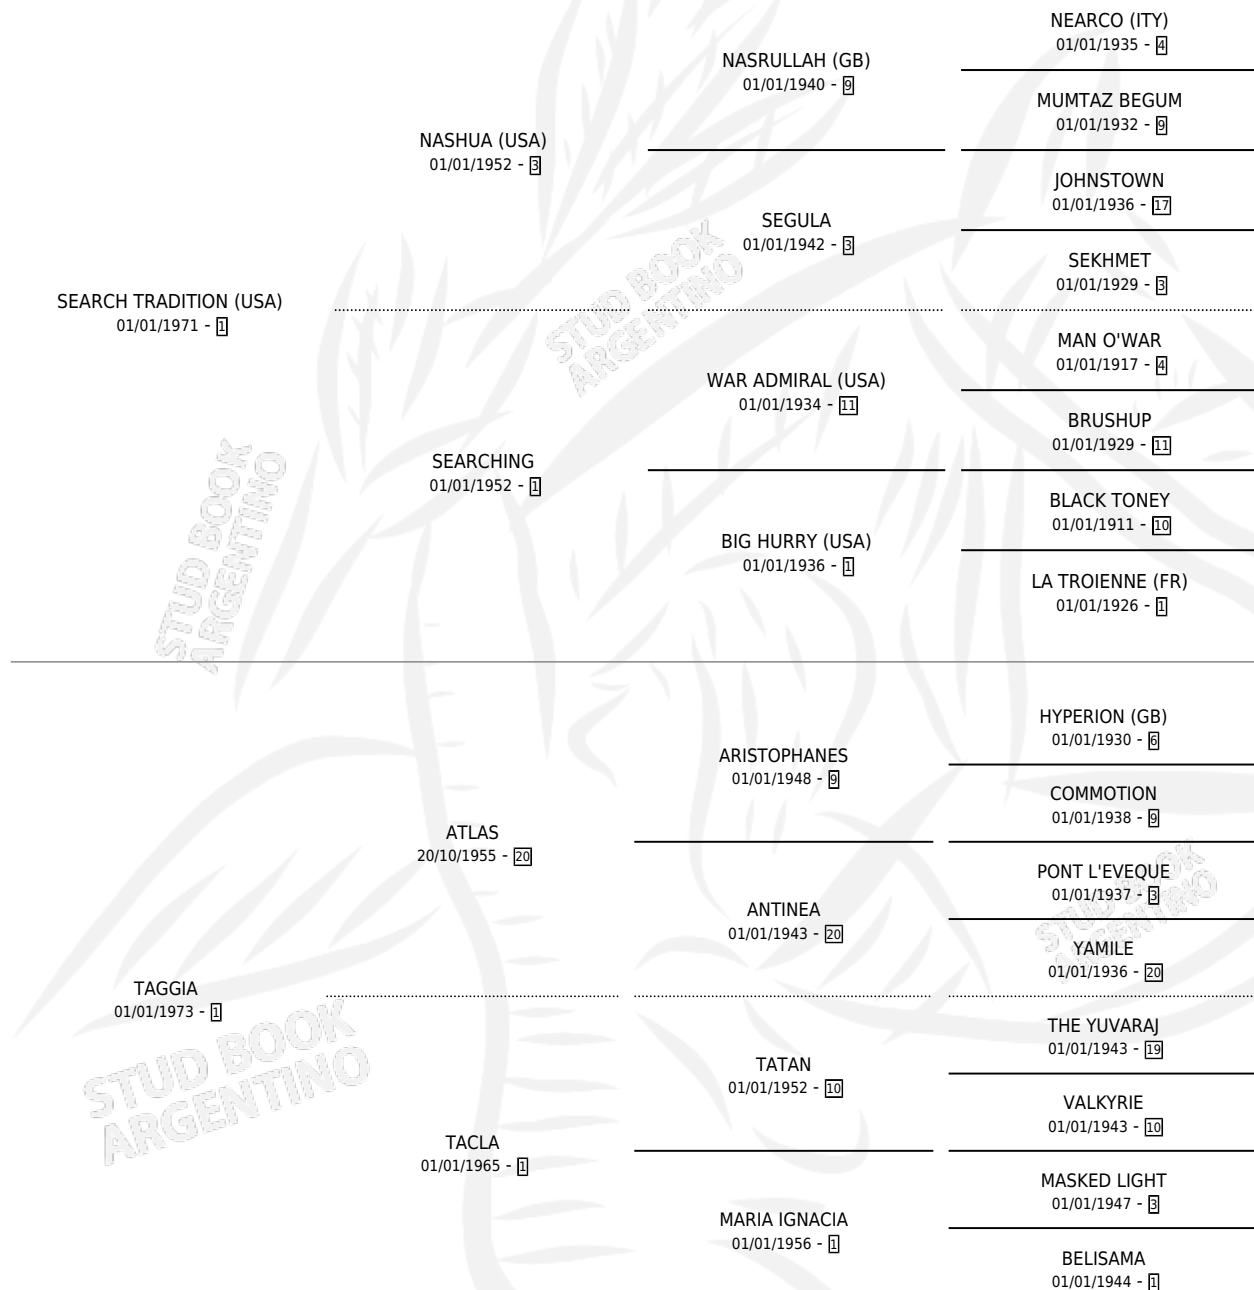 NEARCO (ITY)
01/01/1935 - 4
NASRULLAH (GB)
01/01/1940 - 9
MUMTAZ BEGUM
01/01/1932 - 9
NASHUA (USA)
01/01/1952 - 3
JOHNSTOWN
01/01/1936 - 17
SEGULA
01/01/1942 - 3
SEKHMET
01/01/1929 - 3
SEARCH TRADITION (USA)
01/01/1971 - 1
MAN O'WAR
01/01/1917 - 4
WAR ADMIRAL (USA)
01/01/1934 - 11
BRUSHUP
01/01/1929 - 11
SEARCHING
01/01/1952 - 1
BLACK TONEY
01/01/1911 - 10
BIG HURRY (USA)
01/01/1936 - 1
LA TROIENNE (FR)
01/01/1926 - 1
HYPERION (GB)
01/01/1930 - 6
ARISTOPHANES
01/01/1948 - 9
COMMOTION
01/01/1938 - 9
ATLAS
20/10/1955 - 20
PONT L'EVEQUE
01/01/1937 - 3
ANTINEA
01/01/1943 - 20
YAMILE
01/01/1936 - 20
TAGGIA
01/01/1973 - 1
THE YUVARAJ
01/01/1943 - 19
TATAN
01/01/1952 - 10
VALKYRIE
01/01/1943 - 10
TACLA
01/01/1965 - 1
MASKED LIGHT
01/01/1947 - 3
MARIA IGNACIA
01/01/1956 - 1
BELISAMA
01/01/1944 - 1
STUD BOOK
ARGENTINO
STUD BOOK
ARGENTINO
STUD BOOK
ARGENTINO
STUD BOOK
ARGENTINO